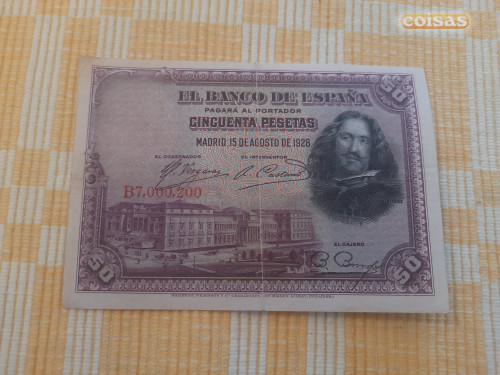 coisas
50
EL BANCO DE ESPAÑA
PAGARÁ AL PORTADOR
CINCUENTA PESETAS
MADRID, 15 DE AGOSTO DE 1928
EL GOBERNADOR
EL INTERVENTOR
B7,000,200
EL CAJERO
50
50